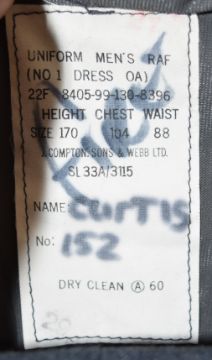 UNIFORM MEN'S RAF
(NO 1 DRESS OA)
22F 8405-99-130-8396
HEIGHT CHEST WAIST
SIZE 170 104 88
J. COMPTON, SONS & WEBB LTD.
SL 33A/3115
NAME: CURTIS
No: 152
DRY CLEAN Ⓐ 60